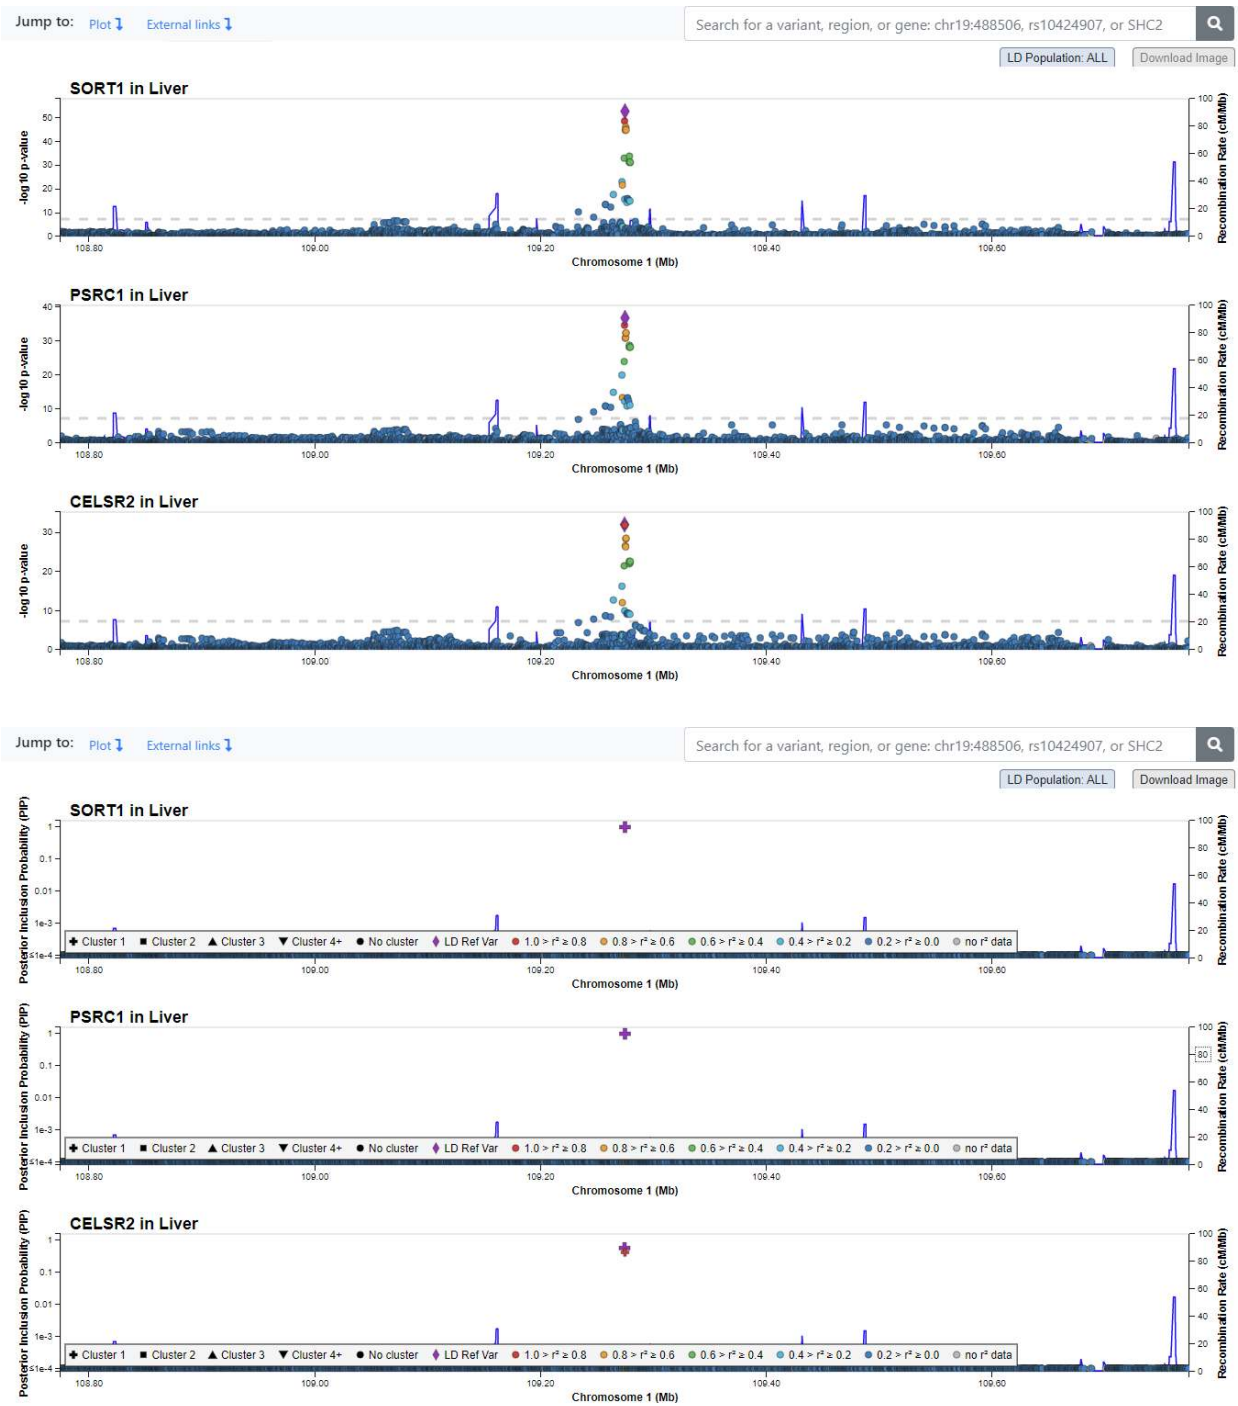 Jump to: Plot External links Search for a variant, region, or gene: chr19:488506, rs10424907, or SHC2
LD Population: ALL Download Image
SORT1 in Liver
-log10 p-value
50
40
30
20
10
0
100
80
60
40
20
0
Recombination Rate (cM/Mb)
108.80 109.00 109.20 109.40 109.60
Chromosome 1 (Mb)
PSRC1 in Liver
-log10 p-value
40
30
20
10
0
100
80
60
40
20
0
Recombination Rate (cM/Mb)
108.80 109.00 109.20 109.40 109.60
Chromosome 1 (Mb)
CELSR2 in Liver
-log10 p-value
30
20
10
0
100
80
60
40
20
0
Recombination Rate (cM/Mb)
108.80 109.00 109.20 109.40 109.60
Chromosome 1 (Mb)
Jump to: Plot External links Search for a variant, region, or gene: chr19:488506, rs10424907, or SHC2
LD Population: ALL Download Image
SORT1 in Liver
Posterior Inclusion Probability (PIP)
1
0.1
0.01
1e-3
≤1e-4
100
80
60
40
20
0
Recombination Rate (cM/Mb)
Cluster 1 Cluster 2 Cluster 3 Cluster 4+ No cluster LD Ref Var 1.0 > r² ≥ 0.8 0.8 > r² ≥ 0.6 0.6 > r² ≥ 0.4 0.4 > r² ≥ 0.2 0.2 > r² ≥ 0.0 no r² data
108.80 109.00 109.20 109.40 109.60
Chromosome 1 (Mb)
PSRC1 in Liver
Posterior Inclusion Probability (PIP)
1
0.1
0.01
1e-3
≤1e-4
100
80
60
40
20
0
Recombination Rate (cM/Mb)
Cluster 1 Cluster 2 Cluster 3 Cluster 4+ No cluster LD Ref Var 1.0 > r² ≥ 0.8 0.8 > r² ≥ 0.6 0.6 > r² ≥ 0.4 0.4 > r² ≥ 0.2 0.2 > r² ≥ 0.0 no r² data
108.80 109.00 109.20 109.40 109.60
Chromosome 1 (Mb)
CELSR2 in Liver
Posterior Inclusion Probability (PIP)
1
0.1
0.01
1e-3
≤1e-4
100
80
60
40
20
0
Recombination Rate (cM/Mb)
Cluster 1 Cluster 2 Cluster 3 Cluster 4+ No cluster LD Ref Var 1.0 > r² ≥ 0.8 0.8 > r² ≥ 0.6 0.6 > r² ≥ 0.4 0.4 > r² ≥ 0.2 0.2 > r² ≥ 0.0 no r² data
108.80 109.00 109.20 109.40 109.60
Chromosome 1 (Mb)